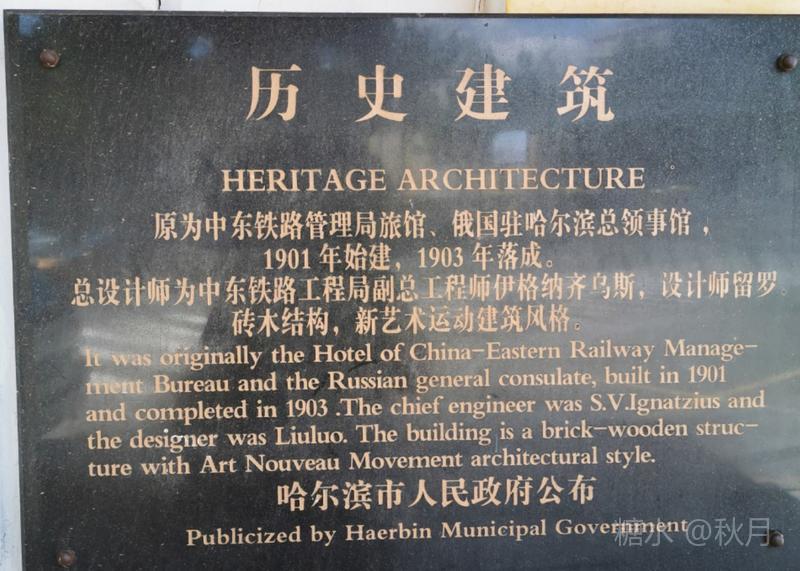 历史建筑
HERITAGE ARCHITECTURE
原为中东铁路管理局旅馆、俄国驻哈尔滨总领事馆，
1901年始建，1903年落成。
总设计师为中东铁路工程局副总工程师伊格纳齐乌斯，设计师留罗。
砖木结构，新艺术运动建筑风格。
It was originally the Hotel of China-Eastern Railway Manage-
ment Bureau and the Russian general consulate, built in 1901
and completed in 1903 .The chief engineer was S.V.Ignatzius and
the designer was Liuluo. The building is a brick-wooden struc-
ture with Art Nouveau Movement architectural style.
哈尔滨市人民政府公布
Publicized by Haerbin Municipal Government
糖水 @秋月